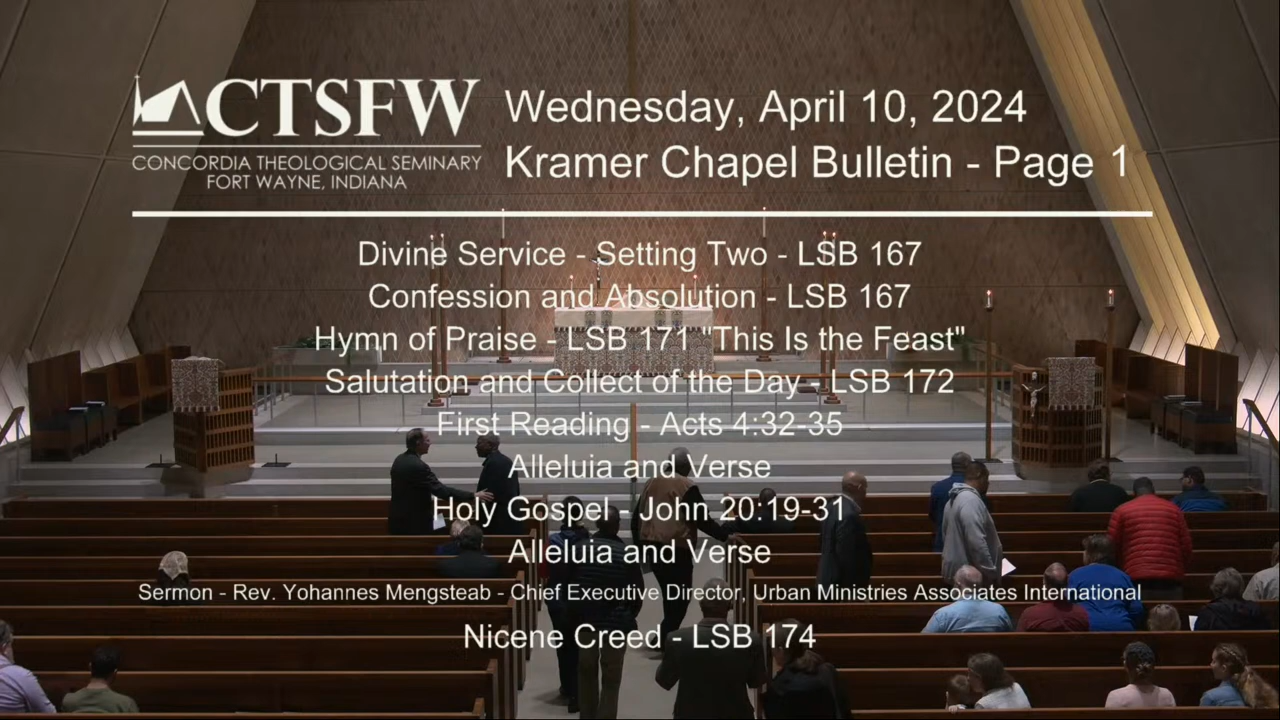 CTSFW
CONCORDIA THEOLOGICAL SEMINARY
FORT WAYNE, INDIANA
Wednesday, April 10, 2024
Kramer Chapel Bulletin - Page 1
Divine Service - Setting Two - LSB 167
Confession and Absolution - LSB 167
Hymn of Praise - LSB 171 "This Is the Feast"
Salutation and Collect of the Day - LSB 172
First Reading - Acts 4:32-35
Alleluia and Verse
Holy Gospel - John 20:19-31
Alleluia and Verse
Sermon - Rev. Yohannes Mengsteab - Chief Executive Director, Urban Ministries Associates International
Nicene Creed - LSB 174